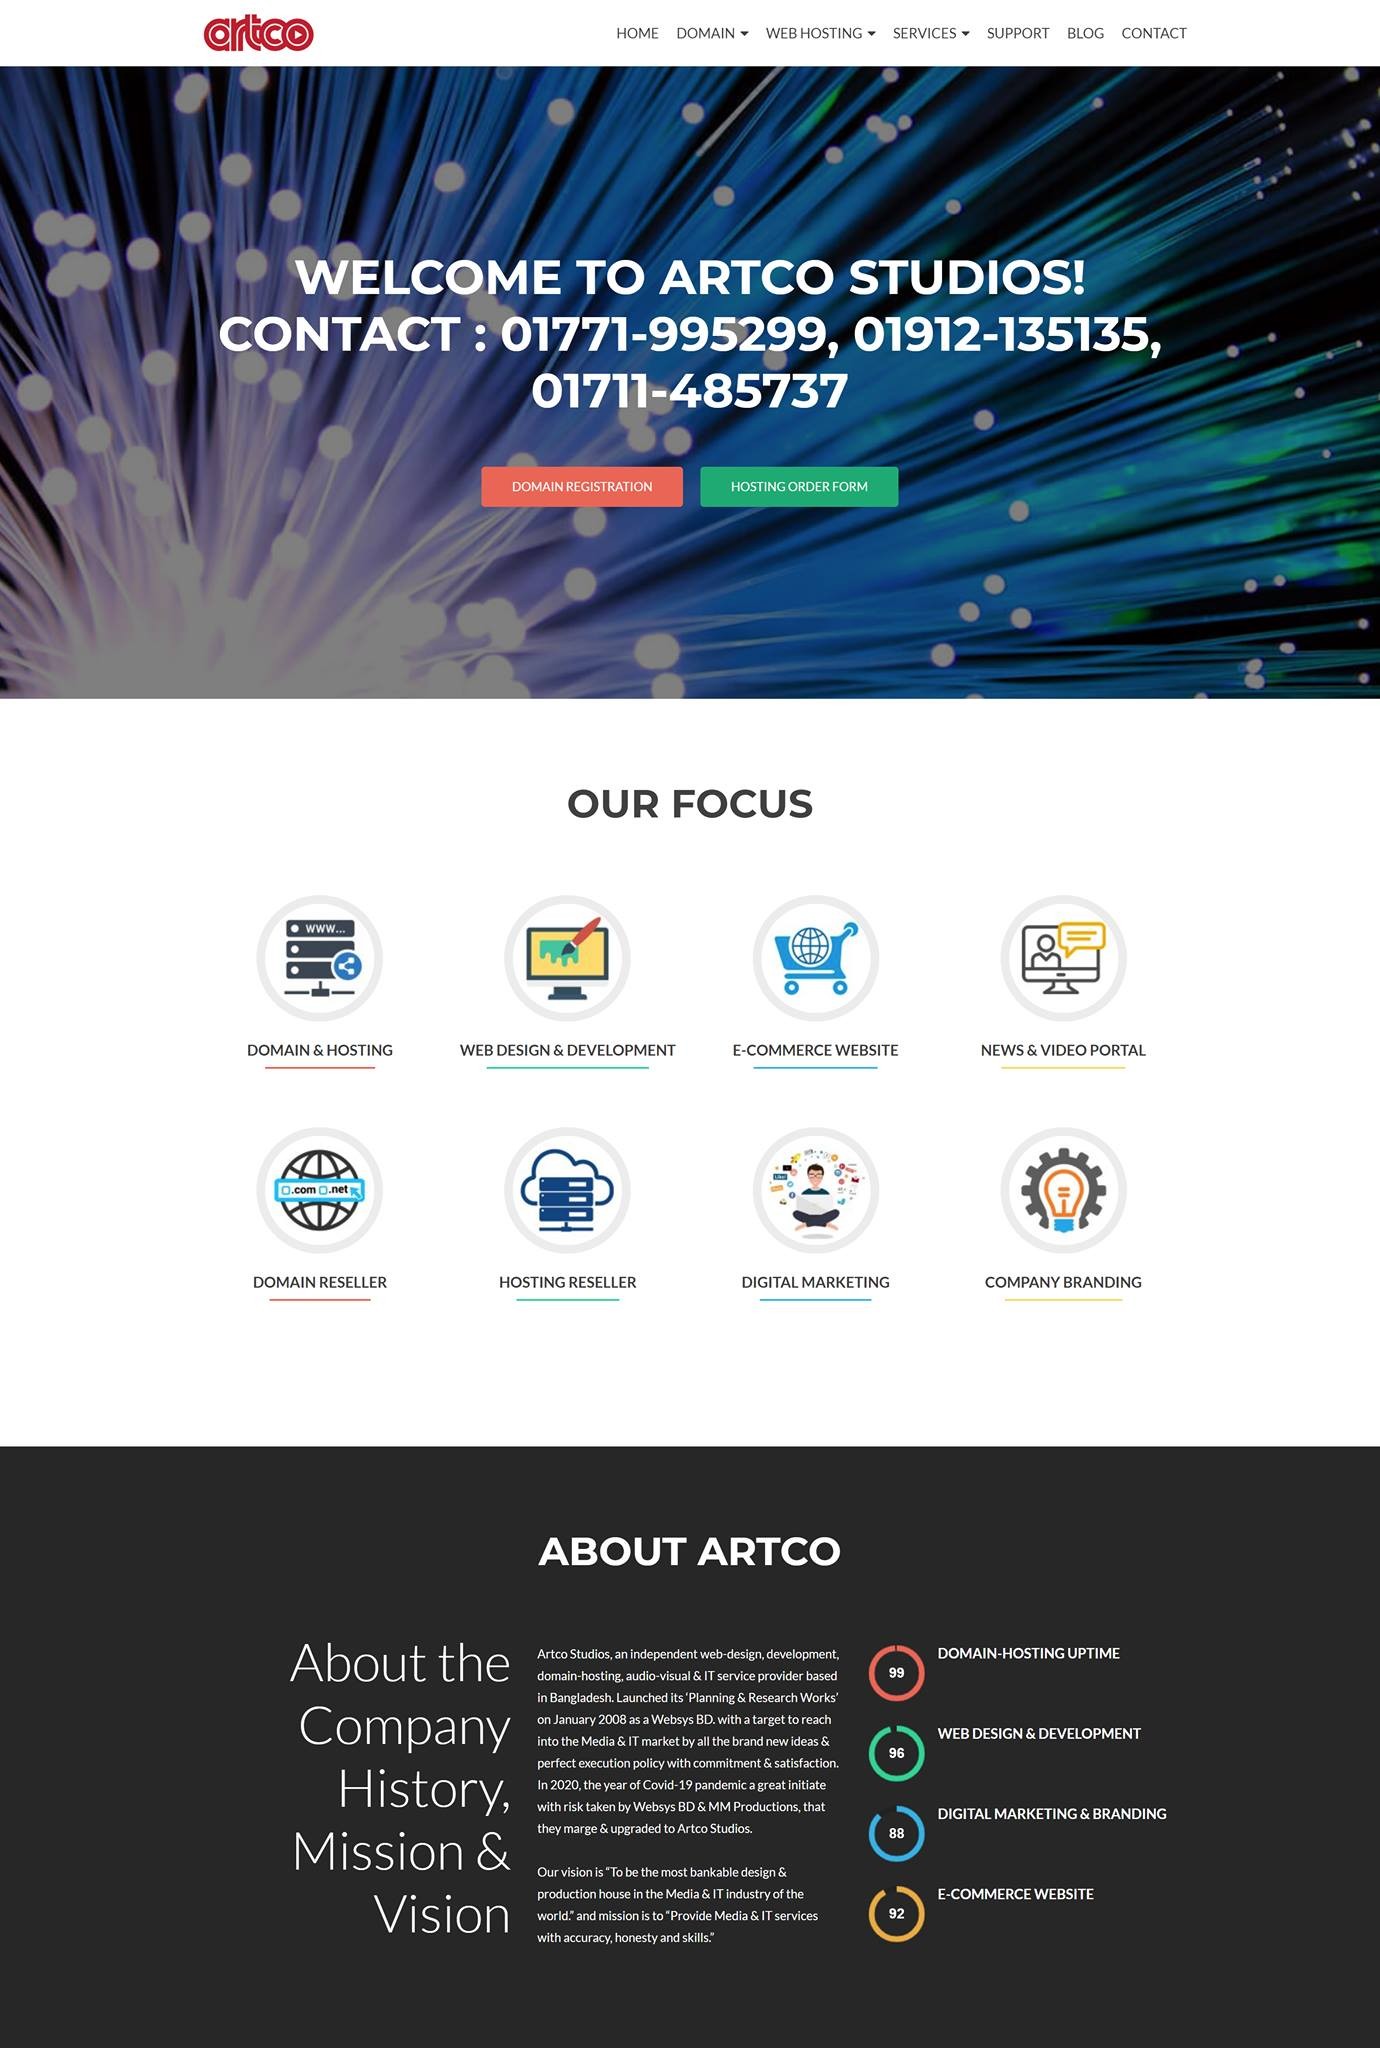 artco
HOME DOMAIN WEB HOSTING SERVICES SUPPORT BLOG CONTACT
WELCOME TO ARTCO STUDIOS!
CONTACT : 01771-995299, 01912-135135,
01711-485737
DOMAIN REGISTRATION HOSTING ORDER FORM
OUR FOCUS
WWW...
DOMAIN & HOSTING WEB DESIGN & DEVELOPMENT E-COMMERCE WEBSITE NEWS & VIDEO PORTAL
.com .net
DOMAIN RESELLER HOSTING RESELLER DIGITAL MARKETING COMPANY BRANDING
ABOUT ARTCO
About the
Company
History,
Mission &
Vision
Artco Studios, an independent web-design, development,
domain-hosting, audio-visual & IT service provider based
in Bangladesh. Launched its ‘Planning & Research Works’
on January 2008 as a Websys BD. with a target to reach
into the Media & IT market by all the brand new ideas &
perfect execution policy with commitment & satisfaction.
In 2020, the year of Covid-19 pandemic a great initiate
with risk taken by Websys BD & MM Productions, that
they marge & upgraded to Artco Studios.
Our vision is “To be the most bankable design &
production house in the Media & IT industry of the
world.” and mission is to “Provide Media & IT services
with accuracy, honesty and skills.”
99 DOMAIN-HOSTING UPTIME
96 WEB DESIGN & DEVELOPMENT
88 DIGITAL MARKETING & BRANDING
92 E-COMMERCE WEBSITE